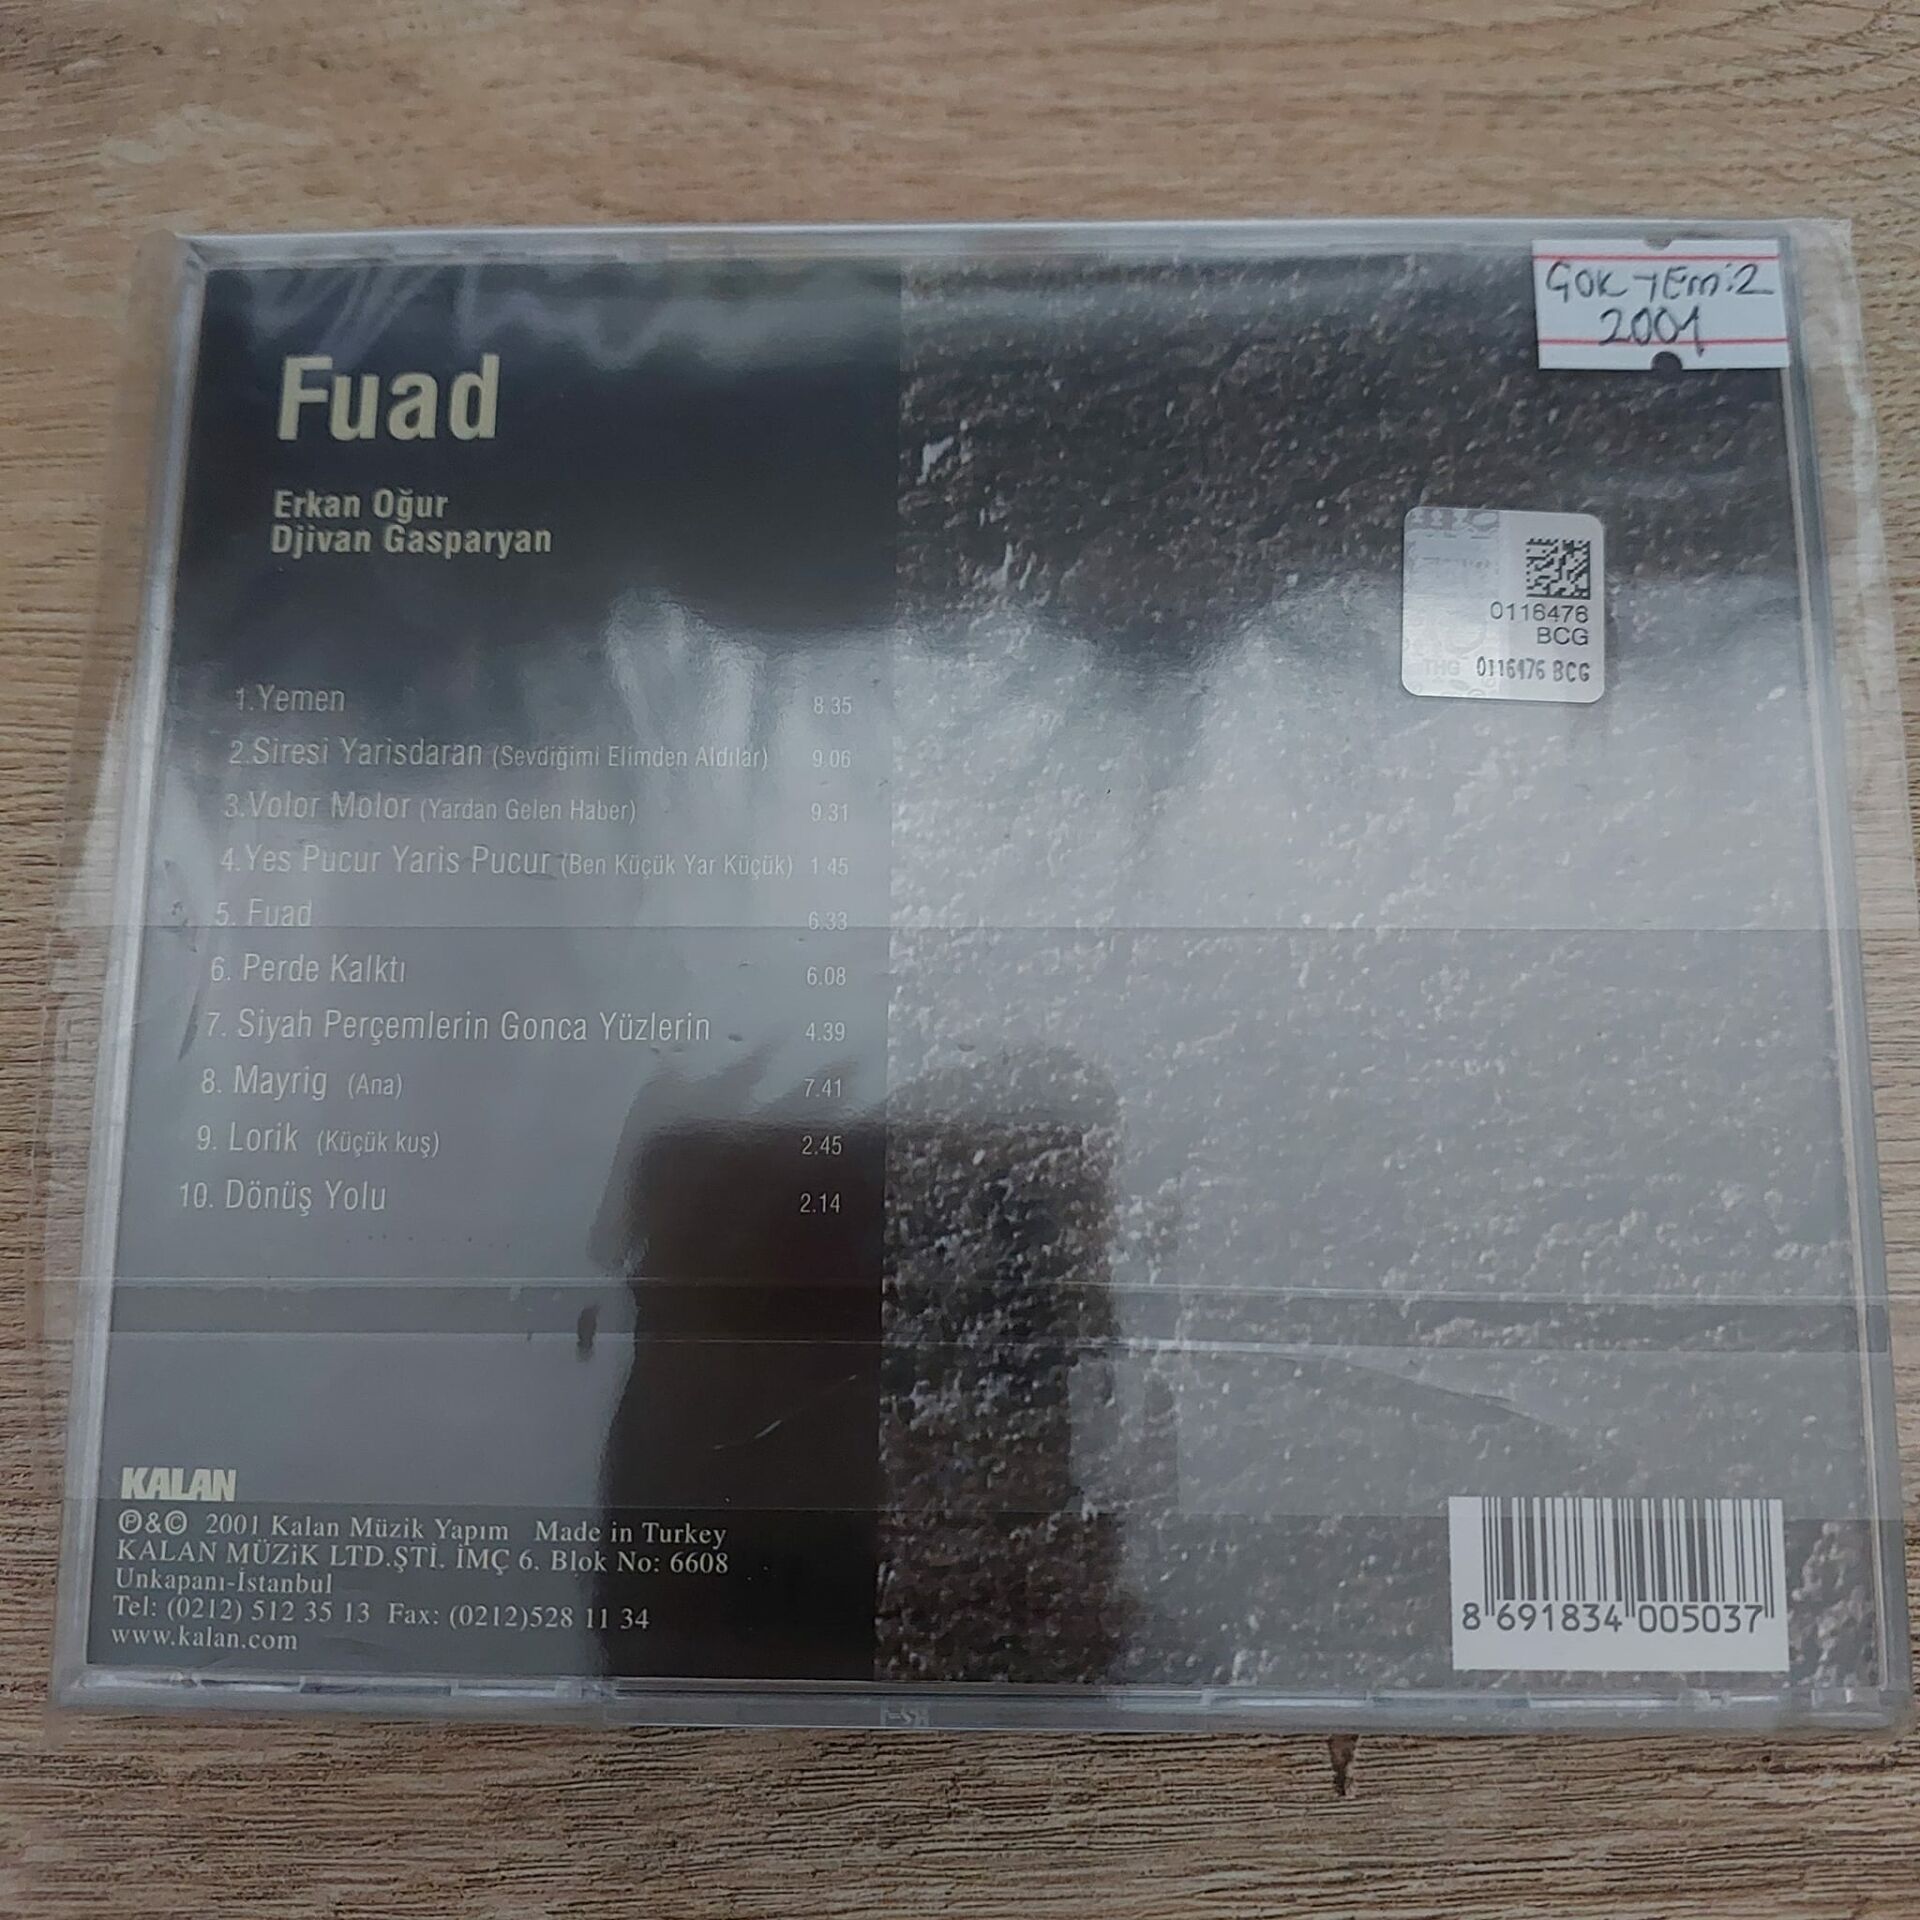 ÇOK TEMİZ
2001
Fuad
Erkan Oğur
Djivan Gasparyan
0116476
BCG
THG 0116476 BCG
1.Yemen 8.35
2.Siresi Yarisdaran (Sevdiğimi Elimden Aldılar) 9.06
3.Volor Molor (Yardan Gelen Haber) 9.31
4.Yes Pucur Yaris Pucur (Ben Küçük Yar Küçük) 1.45
5. Fuad 6.33
6. Perde Kalktı 6.08
7. Siyah Perçemlerin Gonca Yüzlerin 4.39
8. Mayrig (Ana) 7.41
9. Lorik (Küçük kuş) 2.45
10. Dönüş Yolu 2.14
KALAN
℗&© 2001 Kalan Müzik Yapım Made in Turkey
KALAN MÜZiK LTD.ŞTİ. İMÇ 6. Blok No: 6608
Unkapanı-İstanbul
Tel: (0212) 512 35 13 Fax: (0212)528 11 34
www.kalan.com
8 691834 005037